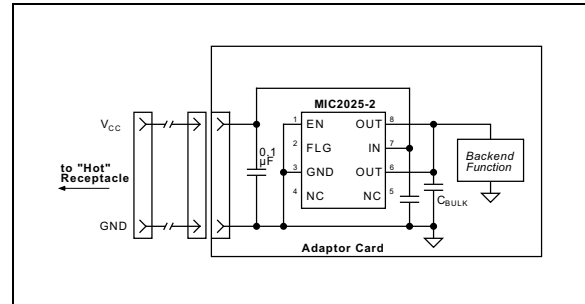 MIC2025-2
VCC
1 EN OUT 8
2 FLG IN 7
3 GND OUT 6
4 NC NC 5
0.1
µF
Backend
Function
to "Hot"
Receptacle
CBULK
GND
Adaptor Card